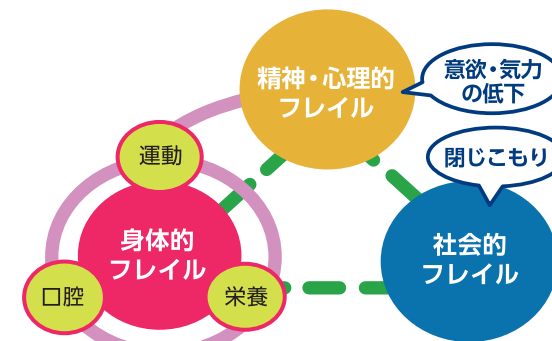 精神・心理的
フレイル
意欲・気力
の低下
運動
閉じこもり
身体的
フレイル
社会的
フレイル
口腔
栄養